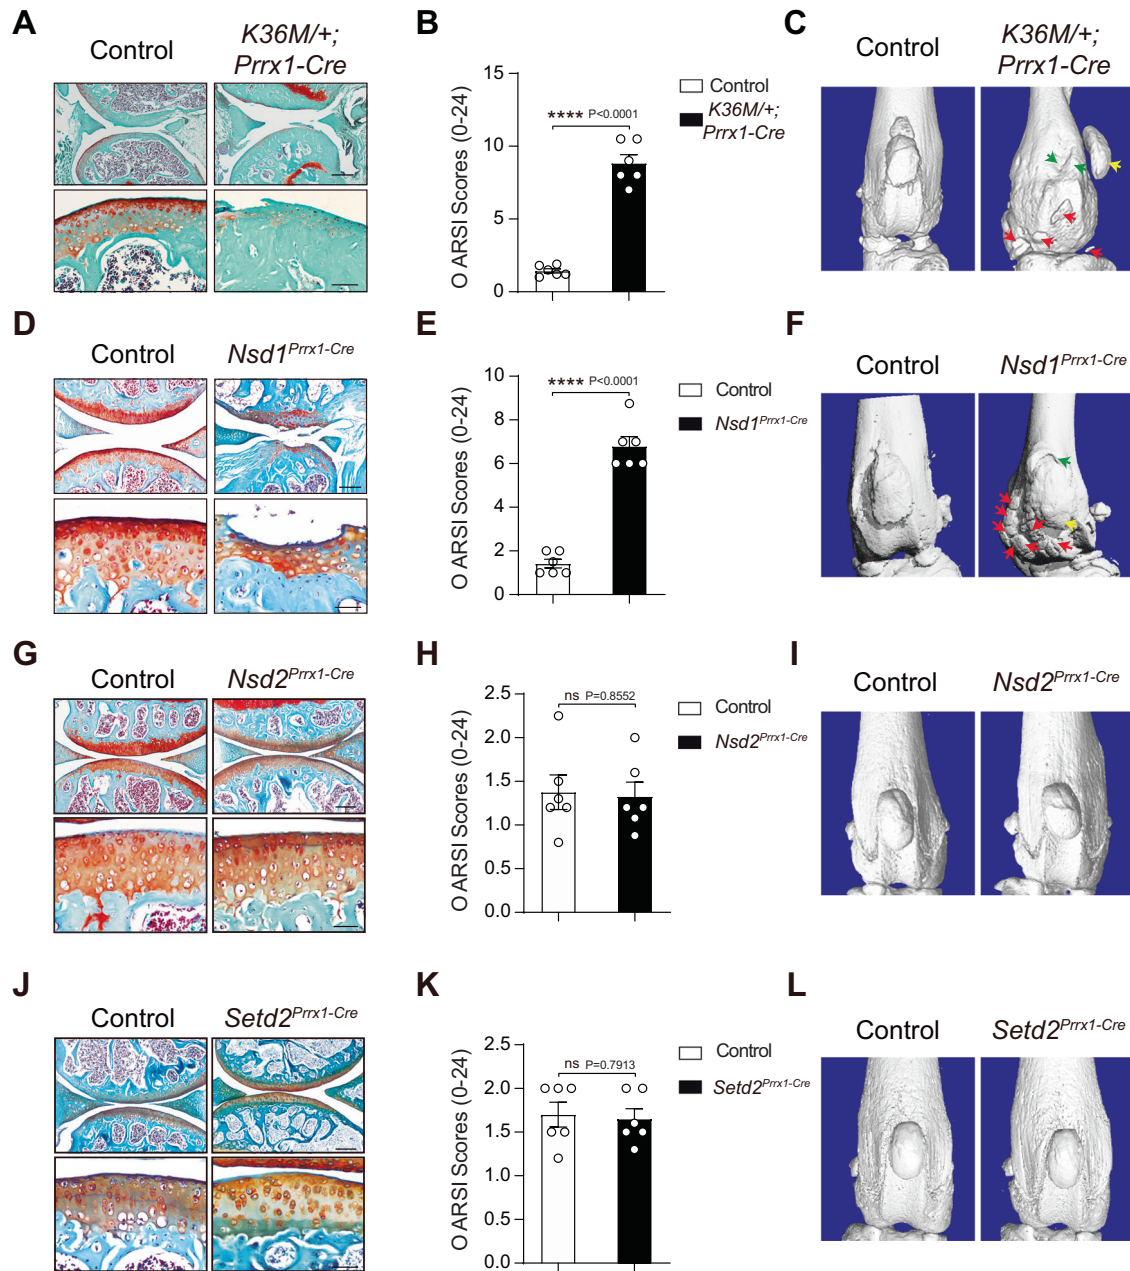 A
Control
K36M/+;
Prrx1-Cre
B
O ARSI Scores (0-24)
15
10
5
0
**** P<0.0001
Control
K36M/+;
Prrx1-Cre
C
Control
K36M/+;
Prrx1-Cre
D
Control
Nsd1Prrx1-Cre
E
O ARSI Scores (0-24)
10
8
6
4
2
0
**** P<0.0001
Control
Nsd1Prrx1-Cre
F
Control
Nsd1Prrx1-Cre
G
Control
Nsd2Prrx1-Cre
H
O ARSI Scores (0-24)
2.5
2.0
1.5
1.0
0.5
0.0
ns P=0.8552
Control
Nsd2Prrx1-Cre
I
Control
Nsd2Prrx1-Cre
J
Control
Setd2Prrx1-Cre
K
O ARSI Scores (0-24)
2.5
2.0
1.5
1.0
0.5
0.0
ns P=0.7913
Control
Setd2Prrx1-Cre
L
Control
Setd2Prrx1-Cre